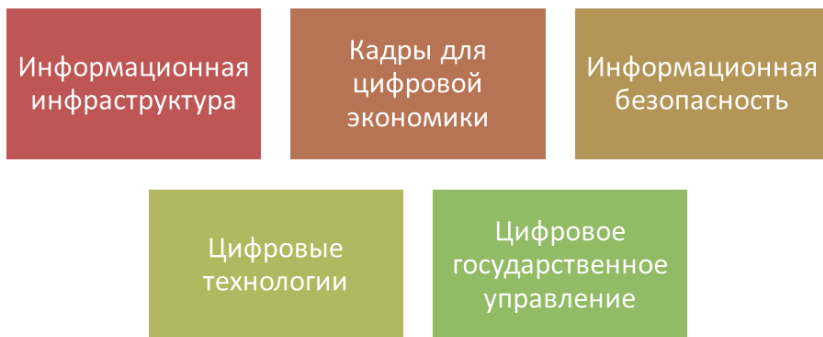 Информационная
инфраструктура
Кадры для
цифровой
экономики
Информационная
безопасность
Цифровые
технологии
Цифровое
государственное
управление